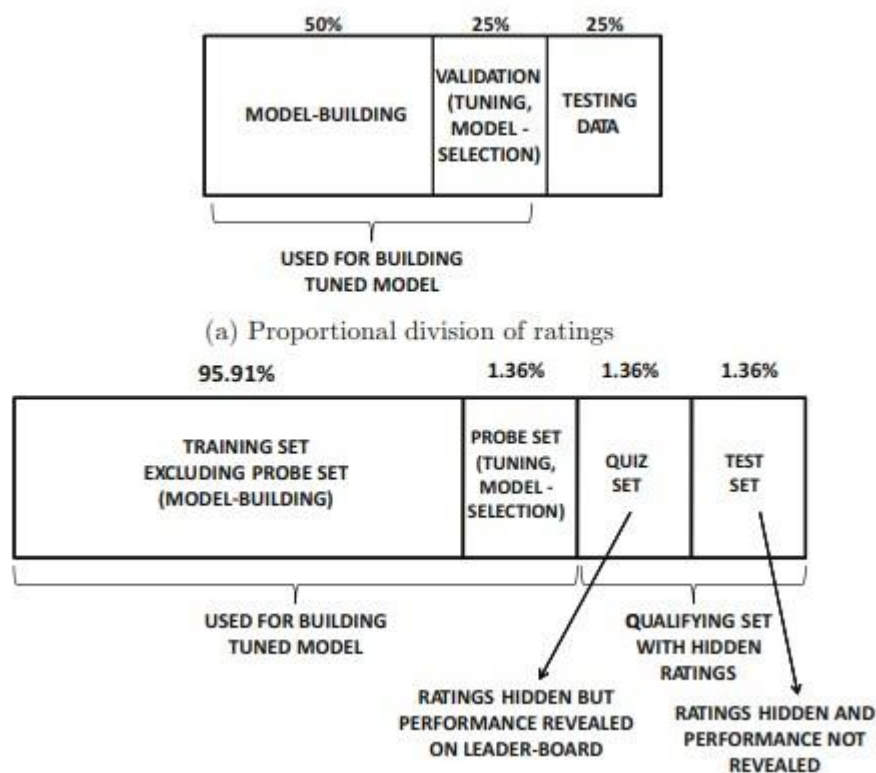 50% 25% 25%
MODEL-BUILDING
VALIDATION
(TUNING,
MODEL -
SELECTION)
TESTING
DATA
USED FOR BUILDING
TUNED MODEL
(a) Proportional division of ratings
95.91% 1.36% 1.36% 1.36%
TRAINING SET
EXCLUDING PROBE SET
(MODEL-BUILDING)
PROBE SET
(TUNING,
MODEL -
SELECTION)
QUIZ
SET
TEST
SET
USED FOR BUILDING
TUNED MODEL
QUALIFYING SET
WITH HIDDEN
RATINGS
RATINGS HIDDEN BUT
PERFORMANCE REVEALED
ON LEADER-BOARD
RATINGS HIDDEN AND
PERFORMANCE NOT
REVEALED